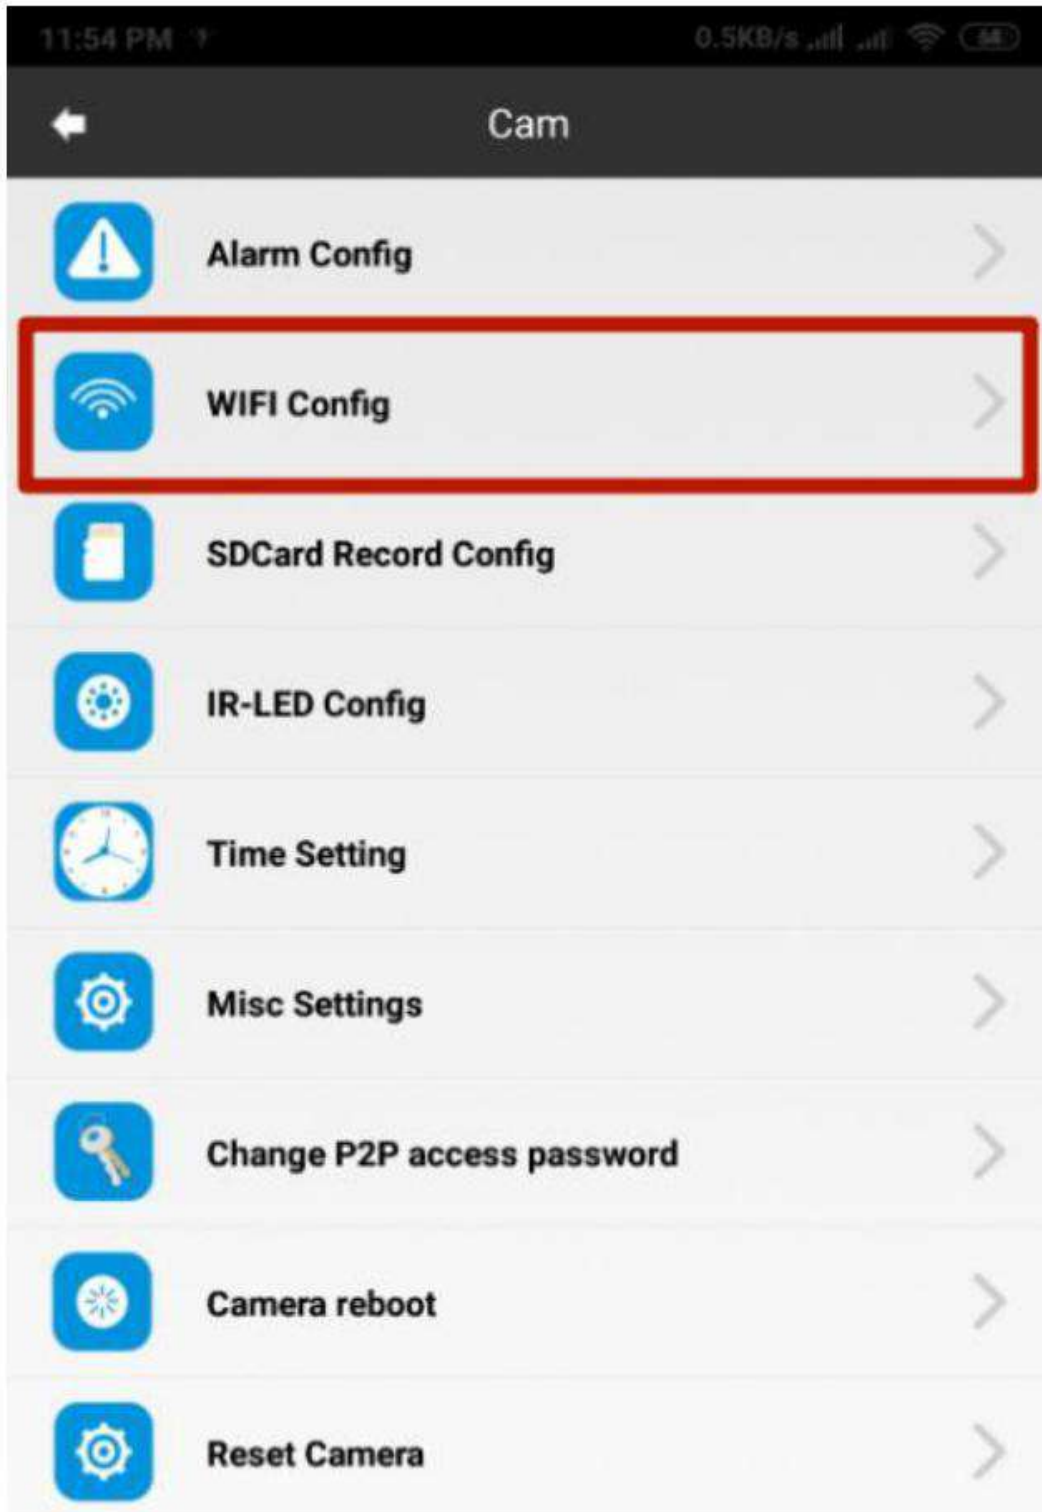 11:54 PM
0.5KB/s
68
Cam
Alarm Config
WIFI Config
SDCard Record Config
IR-LED Config
Time Setting
Misc Settings
Change P2P access password
Camera reboot
Reset Camera